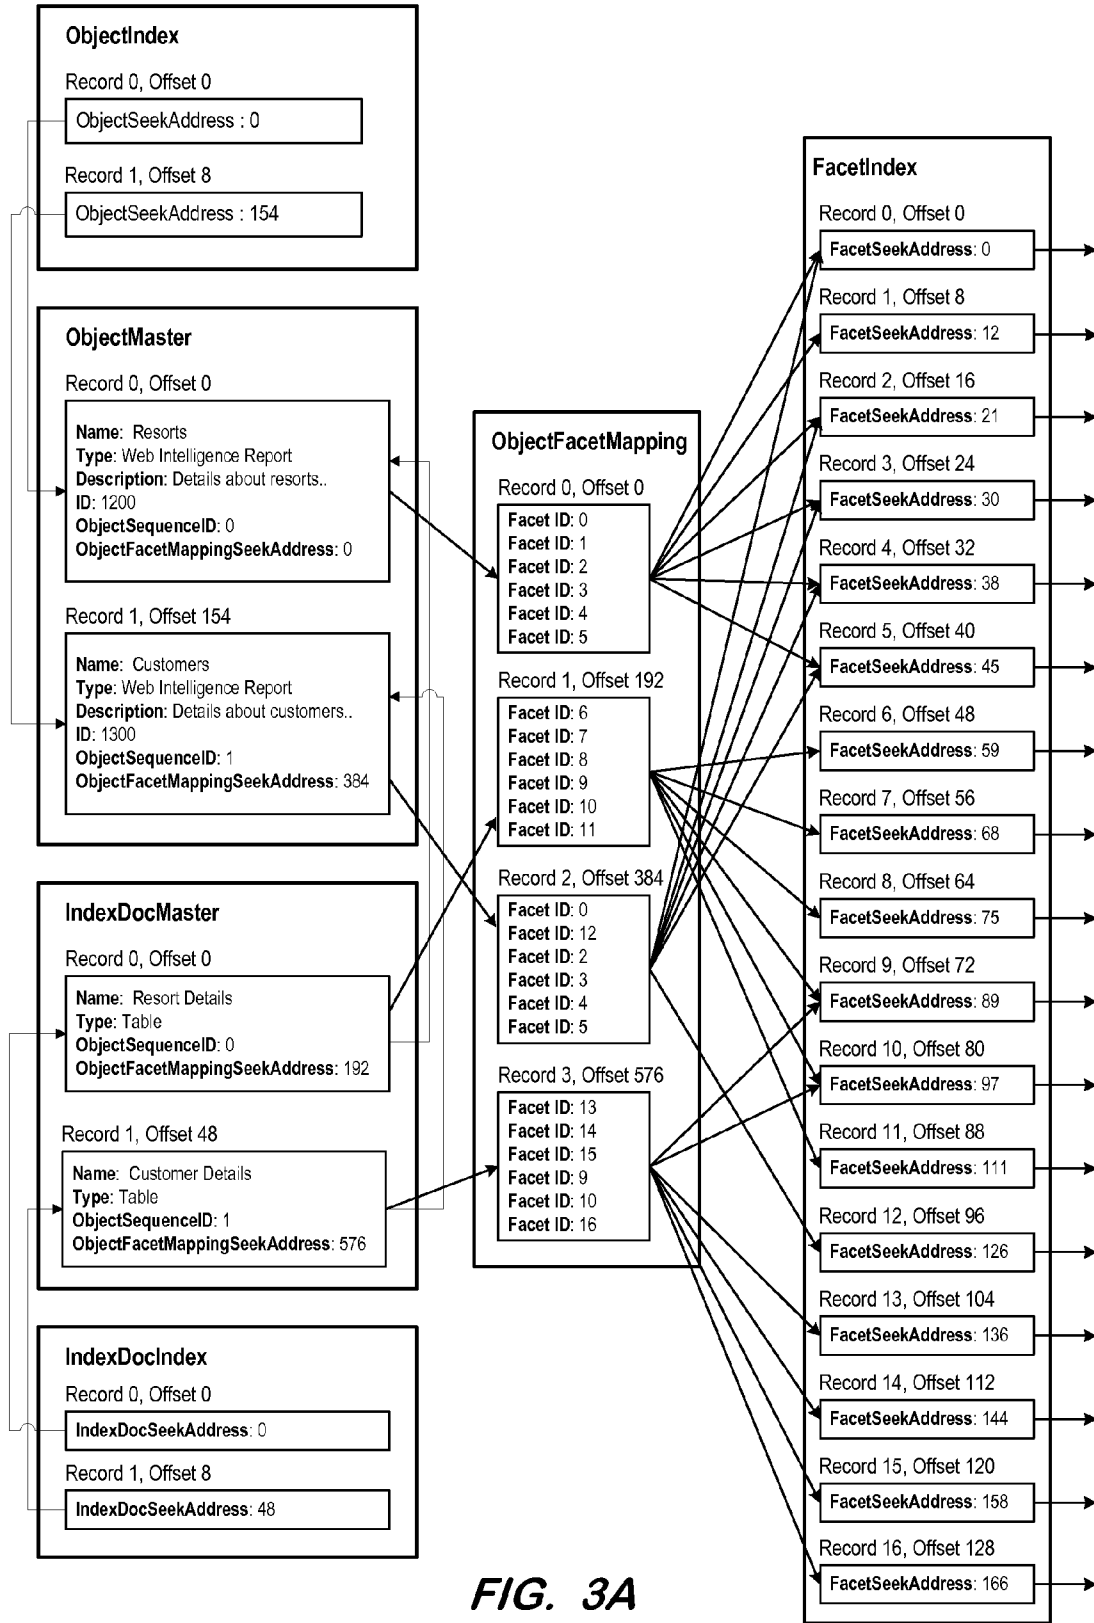 ObjectIndex
Record 0, Offset 0
ObjectSeekAddress : 0
Record 1, Offset 8
ObjectSeekAddress : 154
ObjectMaster
Record 0, Offset 0
Name: Resorts
Type: Web Intelligence Report
Description: Details about resorts..
ID: 1200
ObjectSequenceID: 0
ObjectFacetMappingSeekAddress: 0
Record 1, Offset 154
Name: Customers
Type: Web Intelligence Report
Description: Details about customers..
ID: 1300
ObjectSequenceID: 1
ObjectFacetMappingSeekAddress: 384
IndexDocMaster
Record 0, Offset 0
Name: Resort Details
Type: Table
ObjectSequenceID: 0
ObjectFacetMappingSeekAddress: 192
Record 1, Offset 48
Name: Customer Details
Type: Table
ObjectSequenceID: 1
ObjectFacetMappingSeekAddress: 576
IndexDocIndex
Record 0, Offset 0
IndexDocSeekAddress: 0
Record 1, Offset 8
IndexDocSeekAddress: 48
ObjectFacetMapping
Record 0, Offset 0
Facet ID: 0
Facet ID: 1
Facet ID: 2
Facet ID: 3
Facet ID: 4
Facet ID: 5
Record 1, Offset 192
Facet ID: 6
Facet ID: 7
Facet ID: 8
Facet ID: 9
Facet ID: 10
Facet ID: 11
Record 2, Offset 384
Facet ID: 0
Facet ID: 12
Facet ID: 2
Facet ID: 3
Facet ID: 4
Facet ID: 5
Record 3, Offset 576
Facet ID: 13
Facet ID: 14
Facet ID: 15
Facet ID: 9
Facet ID: 10
Facet ID: 16
FacetIndex
Record 0, Offset 0
FacetSeekAddress: 0
Record 1, Offset 8
FacetSeekAddress: 12
Record 2, Offset 16
FacetSeekAddress: 21
Record 3, Offset 24
FacetSeekAddress: 30
Record 4, Offset 32
FacetSeekAddress: 38
Record 5, Offset 40
FacetSeekAddress: 45
Record 6, Offset 48
FacetSeekAddress: 59
Record 7, Offset 56
FacetSeekAddress: 68
Record 8, Offset 64
FacetSeekAddress: 75
Record 9, Offset 72
FacetSeekAddress: 89
Record 10, Offset 80
FacetSeekAddress: 97
Record 11, Offset 88
FacetSeekAddress: 111
Record 12, Offset 96
FacetSeekAddress: 126
Record 13, Offset 104
FacetSeekAddress: 136
Record 14, Offset 112
FacetSeekAddress: 144
Record 15, Offset 120
FacetSeekAddress: 158
Record 16, Offset 128
FacetSeekAddress: 166
FIG. 3A